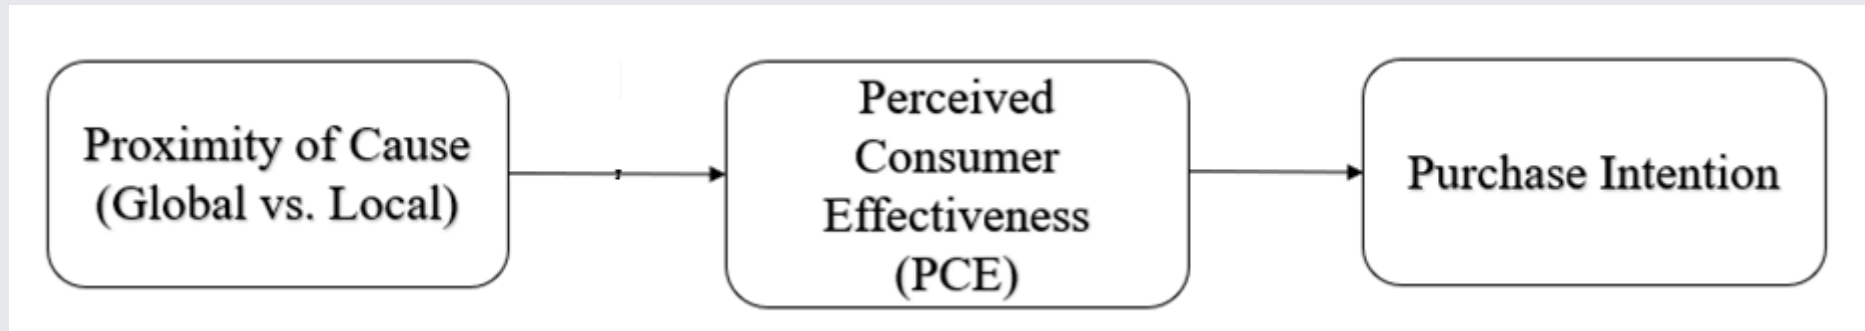 Proximity of Cause
(Global vs. Local)
Perceived
Consumer
Effectiveness
(PCE)
Purchase Intention